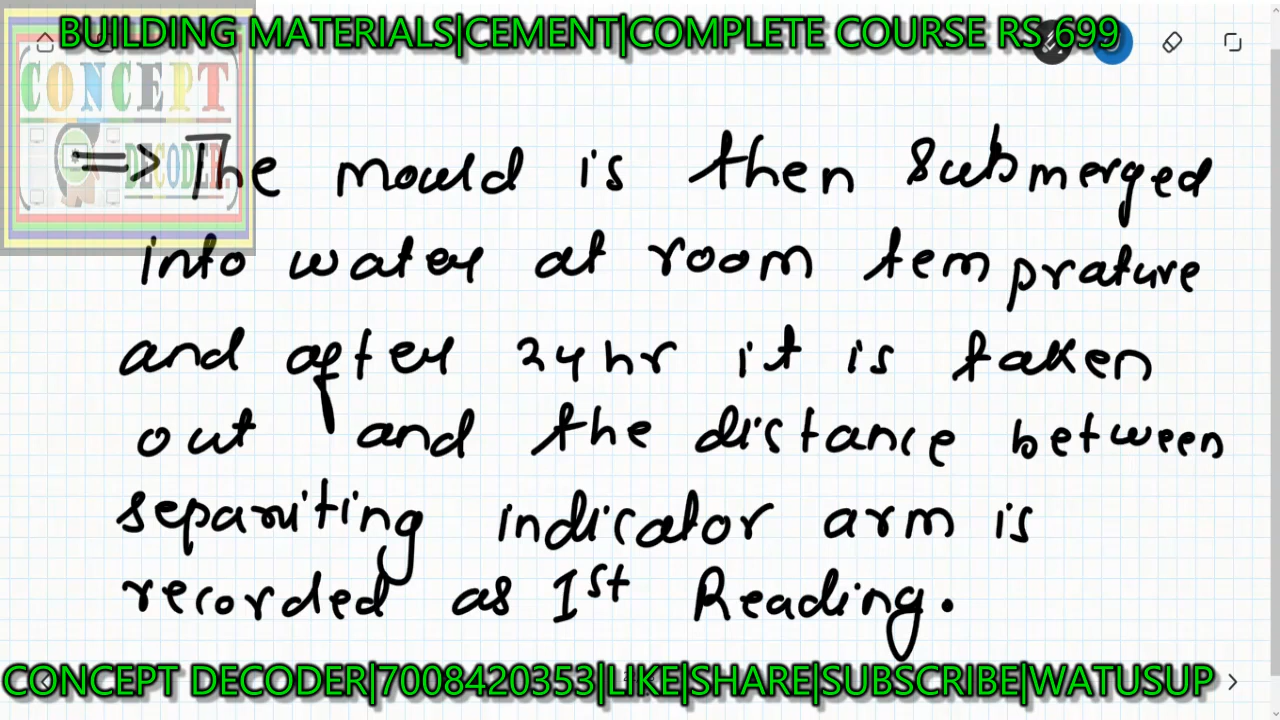 BUILDING MATERIALS|CEMENT|COMPLETE COURSE RS 699
CONCEPT
DECODER
=> The mould is then submerged
into water at room temprature
and after 24hr it is taken
out and the distance between
separaiting indicator arm is
recorded as 1st Reading.
CONCEPT DECODER|7008420353|LIKE|SHARE|SUBSCRIBE|WATUSUP